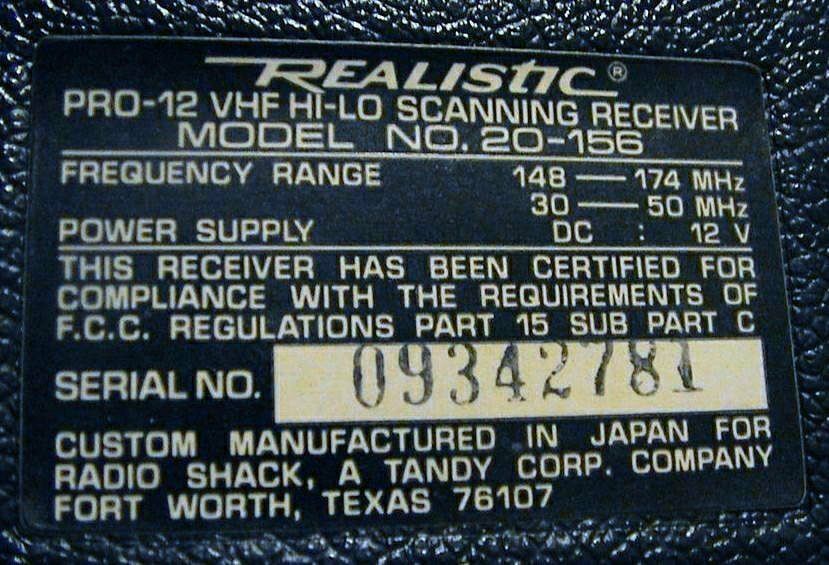 REALISTIC®
PRO-12 VHF HI-LO SCANNING RECEIVER
MODEL NO. 20-156
FREQUENCY RANGE 148 — 174 MHz
30 — 50 MHz
POWER SUPPLY DC : 12 V
THIS RECEIVER HAS BEEN CERTIFIED FOR
COMPLIANCE WITH THE REQUIREMENTS OF
F.C.C. REGULATIONS PART 15 SUB PART C
SERIAL NO. 09342781
CUSTOM MANUFACTURED IN JAPAN FOR
RADIO SHACK, A TANDY CORP. COMPANY
FORT WORTH, TEXAS 76107